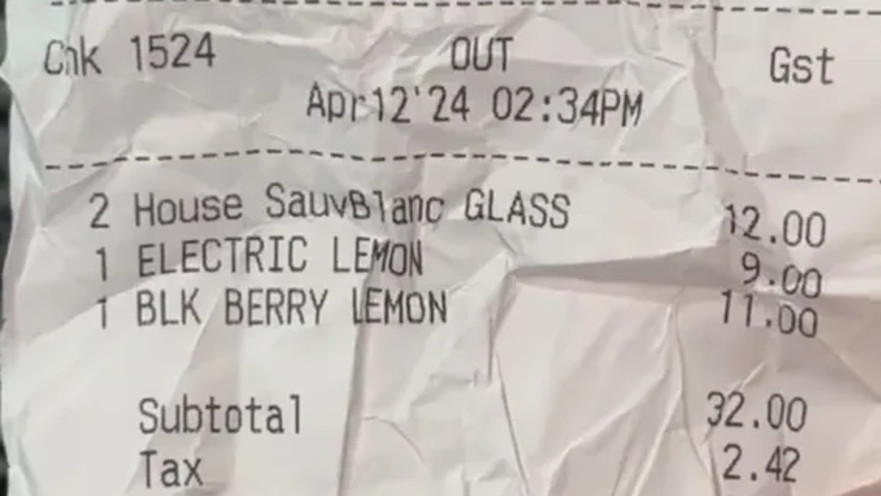 Chk 1524 OUT Gst
Apr12'24 02:34PM
2 House SauvBlanc GLASS 12.00
1 ELECTRIC LEMON 9.00
1 BLK BERRY LEMON 11.00
Subtotal 32.00
Tax 2.42